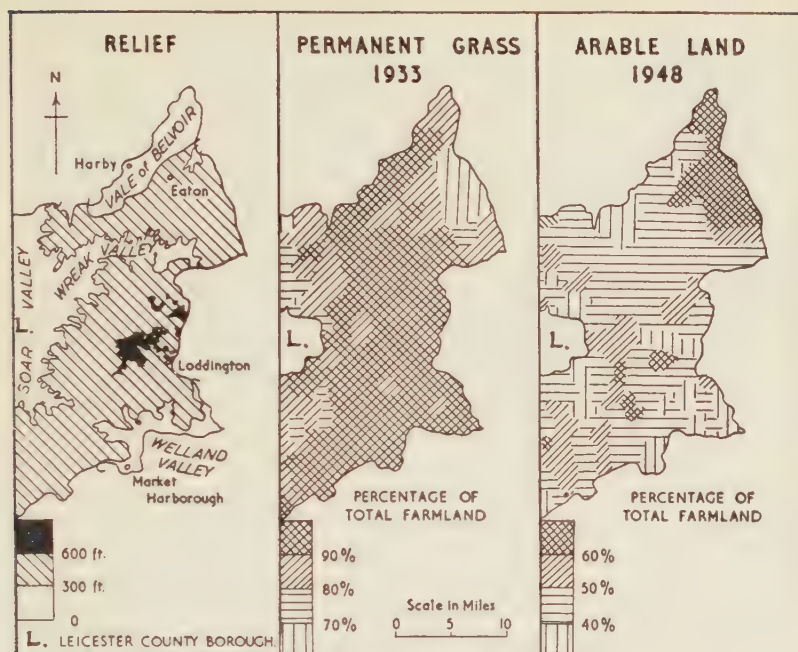 RELIEF
N
Harby
VALE of BELVOIR
Eaton
WREAK VALLEY
SOAR VALLEY
L.
Loddington
WELLAND
VALLEY
Market
Harborough
600 ft.
300 ft.
0
L. LEICESTER COUNTY BOROUGH.
PERMANENT GRASS
1933
L.
PERCENTAGE OF
TOTAL FARMLAND
90%
80%
70%
Scale in Miles
0 10
ARABLE LAND
1948
L.
PERCENTAGE OF
TOTAL FARMLAND
60%
50%
40%